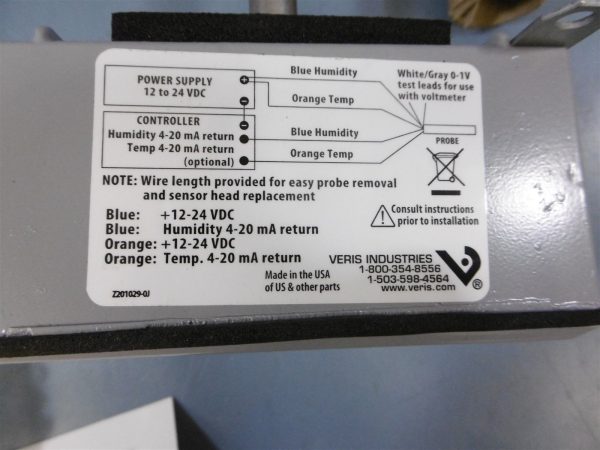 POWER SUPPLY
12 to 24 VDC
Blue Humidity
Orange Temp
White/Gray 0-1V
test leads for use
with voltmeter
CONTROLLER
Humidity 4-20 mA return
Temp 4-20 mA return
(optional)
Blue Humidity
Orange Temp
PROBE
NOTE: Wire length provided for easy probe removal
and sensor head replacement
Blue: +12-24 VDC
Blue: Humidity 4-20 mA return
Orange: +12-24 VDC
Orange: Temp. 4-20 mA return
Consult instructions
prior to installation
Made in the USA
of US & other parts
VERIS INDUSTRIES
1-800-354-8556
1-503-598-4564
www.veris.com
®
Z201029-0J